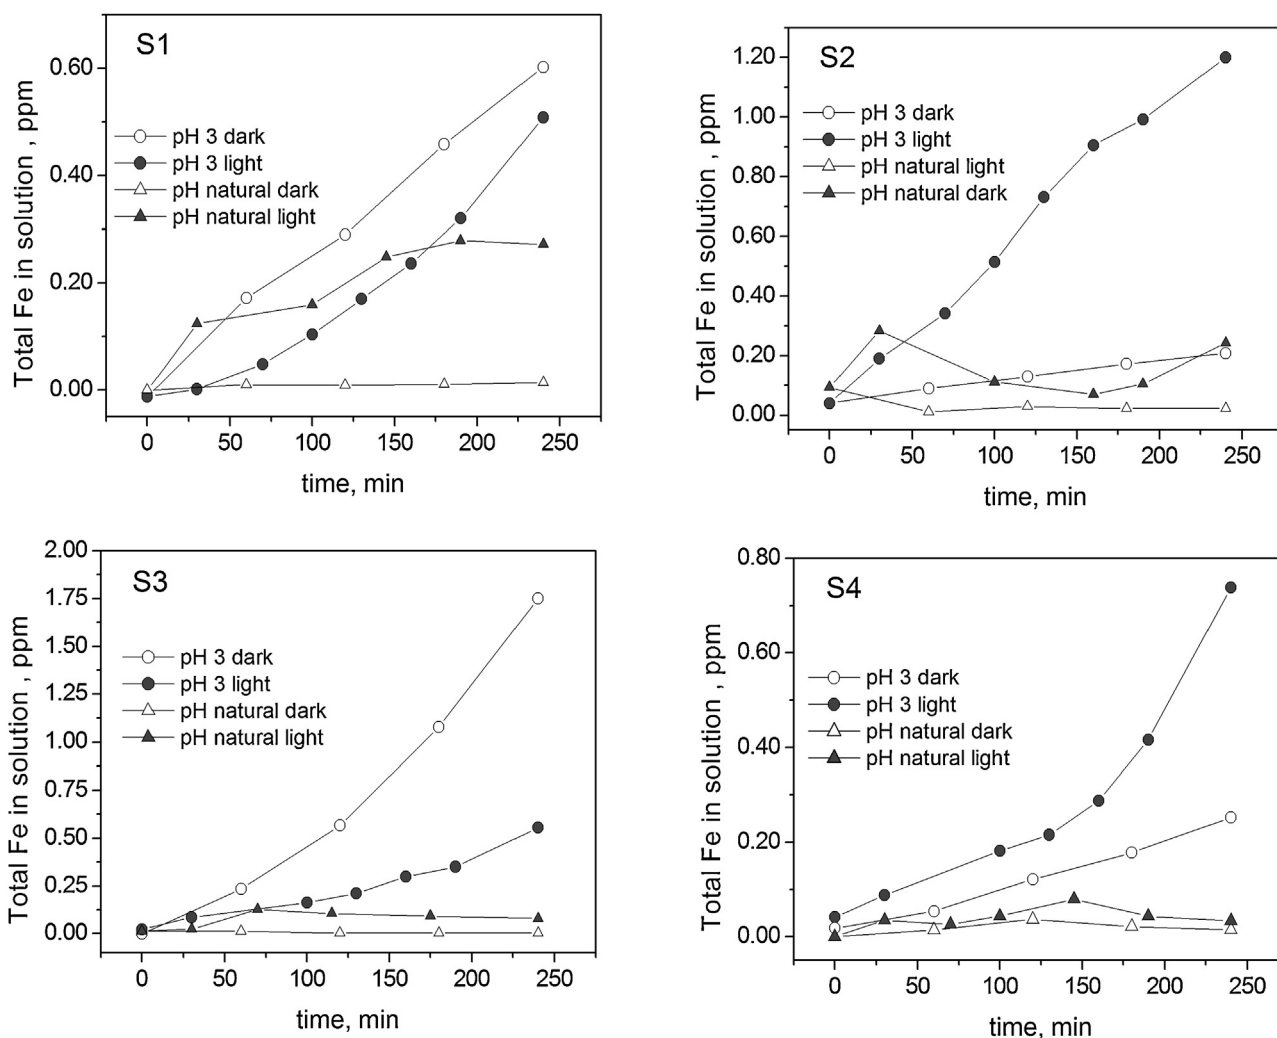 S1
Total Fe in solution , ppm
0.60
0.40
0.20
0.00
pH 3 dark
pH 3 light
pH natural dark
pH natural light
0 50 100 150 200 250
time, min
S2
Total Fe in solution , ppm
1.20
1.00
0.80
0.60
0.40
0.20
0.00
pH 3 dark
pH 3 light
pH natural light
pH natural dark
0 50 100 150 200 250
time, min
S3
Total Fe in solution , ppm
2.00
1.75
1.50
1.25
1.00
0.75
0.50
0.25
0.00
pH 3 dark
pH 3 light
pH natural dark
pH natural light
0 50 100 150 200 250
time, min
S4
Total Fe in solution , ppm
0.80
0.60
0.40
0.20
0.00
pH 3 dark
pH 3 light
pH natural dark
pH natural light
0 50 100 150 200 250
time, min